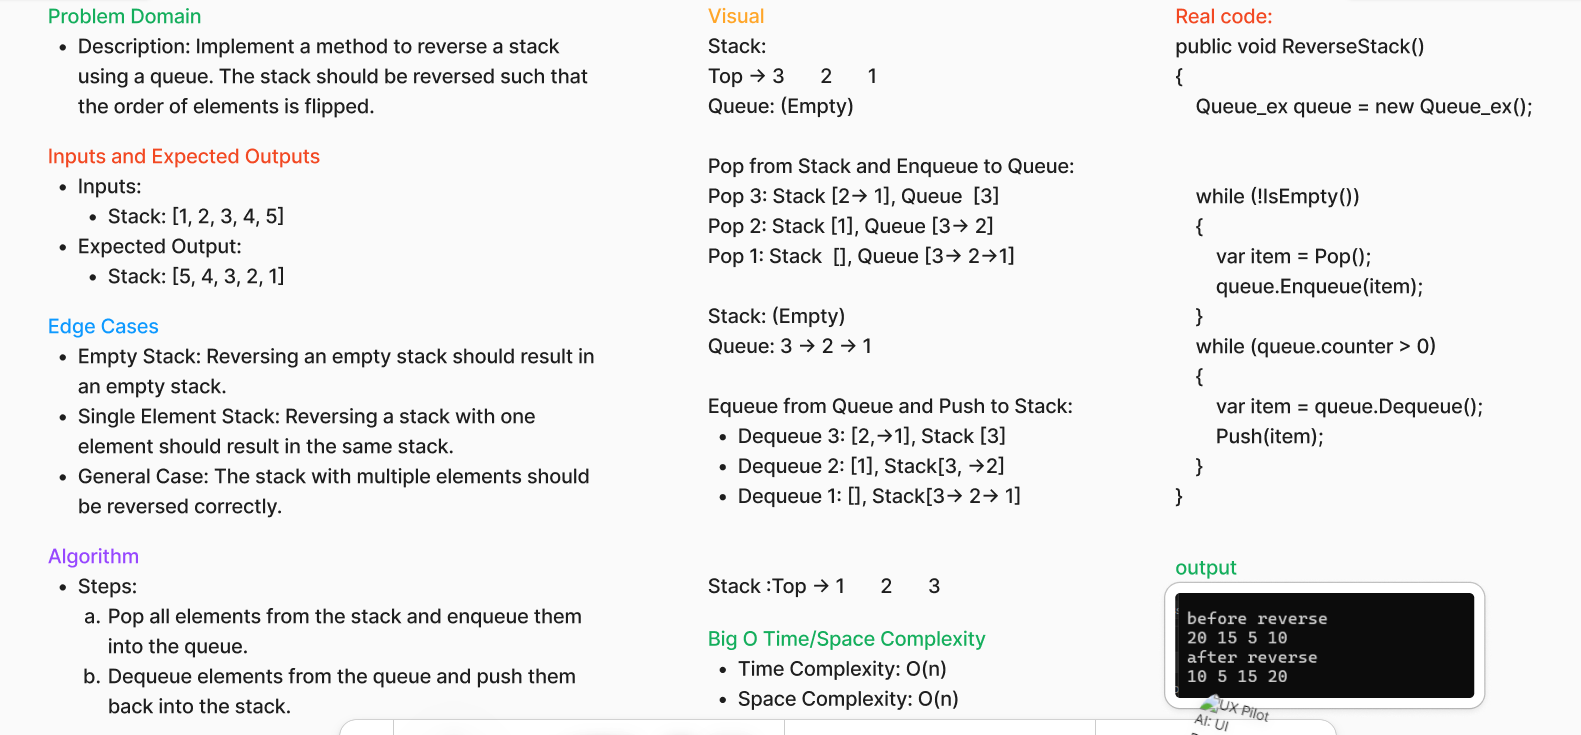 Problem Domain
• Description: Implement a method to reverse a stack
using a queue. The stack should be reversed such that
the order of elements is flipped.
Inputs and Expected Outputs
• Inputs:
• Stack: [1, 2, 3, 4, 5]
• Expected Output:
• Stack: [5, 4, 3, 2, 1]
Edge Cases
• Empty Stack: Reversing an empty stack should result in
an empty stack.
• Single Element Stack: Reversing a stack with one
element should result in the same stack.
• General Case: The stack with multiple elements should
be reversed correctly.
Algorithm
• Steps:
a. Pop all elements from the stack and enqueue them
into the queue.
b. Dequeue elements from the queue and push them
back into the stack.
Visual
Stack:
Top → 3 2 1
Queue: (Empty)
Pop from Stack and Enqueue to Queue:
Pop 3: Stack [2→ 1], Queue [3]
Pop 2: Stack [1], Queue [3→ 2]
Pop 1: Stack [], Queue [3→ 2→1]
Stack: (Empty)
Queue: 3 → 2 → 1
Equeue from Queue and Push to Stack:
• Dequeue 3: [2,→1], Stack [3]
• Dequeue 2: [1], Stack[3, →2]
• Dequeue 1: [], Stack[3→ 2→ 1]
Stack :Top → 1 2 3
Big O Time/Space Complexity
• Time Complexity: O(n)
• Space Complexity: O(n)
Real code:
public void ReverseStack()
{
Queue_ex queue = new Queue_ex();
while (!IsEmpty())
{
var item = Pop();
queue.Enqueue(item);
}
while (queue.counter > 0)
{
var item = queue.Dequeue();
Push(item);
}
}
output
before reverse
20 15 5 10
after reverse
10 5 15 20
UX Pilot
AI: UI